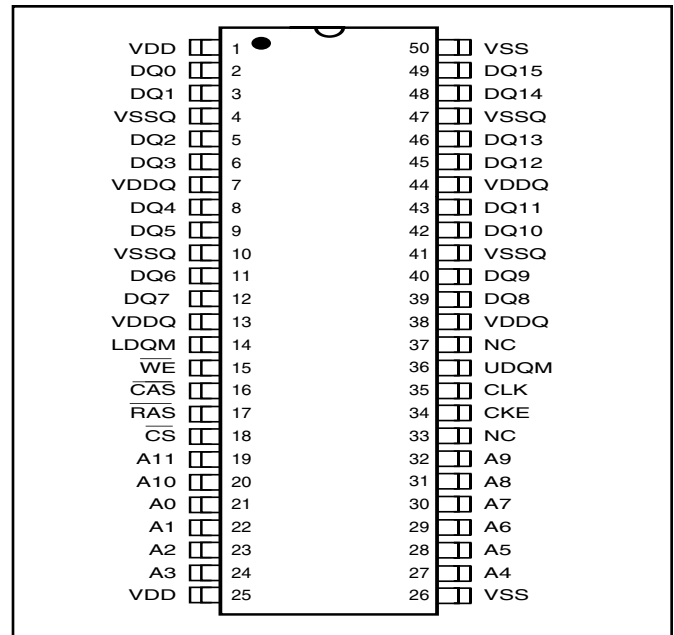 VDD 1 50 VSS
DQ0 2 49 DQ15
DQ1 3 48 DQ14
VSSQ 4 47 VSSQ
DQ2 5 46 DQ13
DQ3 6 45 DQ12
VDDQ 7 44 VDDQ
DQ4 8 43 DQ11
DQ5 9 42 DQ10
VSSQ 10 41 VSSQ
DQ6 11 40 DQ9
DQ7 12 39 DQ8
VDDQ 13 38 VDDQ
LDQM 14 37 NC
W̅E̅ 15 36 UDQM
C̅A̅S̅ 16 35 CLK
R̅A̅S̅ 17 34 CKE
C̅S̅ 18 33 NC
A11 19 32 A9
A10 20 31 A8
A0 21 30 A7
A1 22 29 A6
A2 23 28 A5
A3 24 27 A4
VDD 25 26 VSS